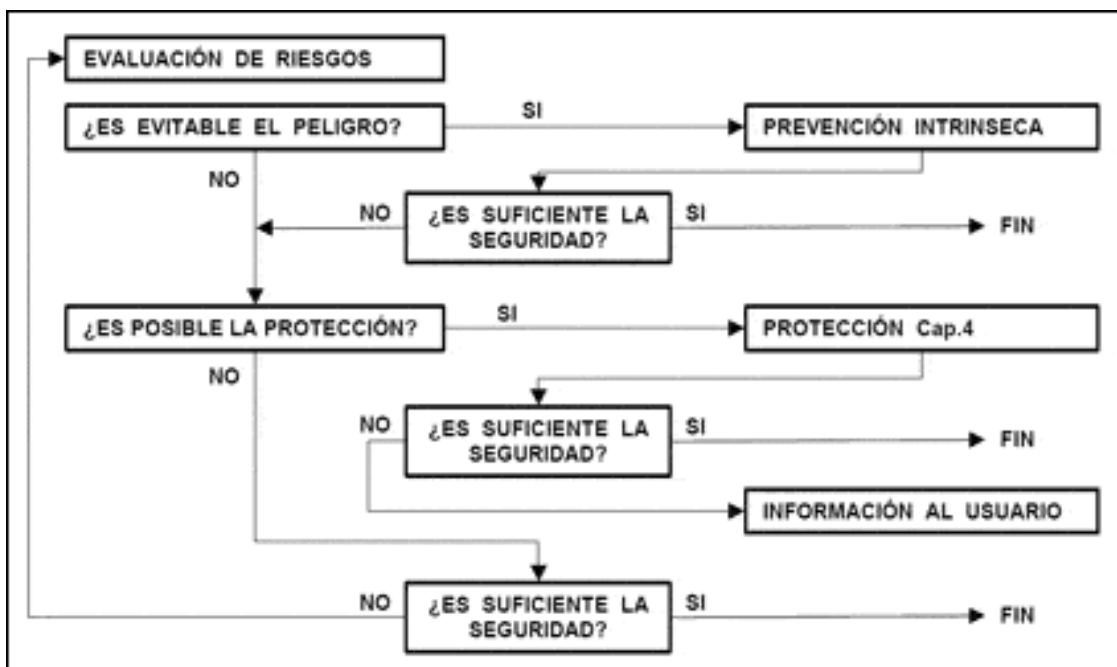 EVALUACIÓN DE RIESGOS
¿ES EVITABLE EL PELIGRO?
SI
PREVENCIÓN INTRINSECA
NO
NO
¿ES SUFICIENTE LA
SEGURIDAD?
SI
FIN
¿ES POSIBLE LA PROTECCIÓN?
SI
PROTECCIÓN Cap.4
NO
NO
¿ES SUFICIENTE LA
SEGURIDAD?
SI
FIN
INFORMACIÓN AL USUARIO
NO
¿ES SUFICIENTE LA
SEGURIDAD?
SI
FIN